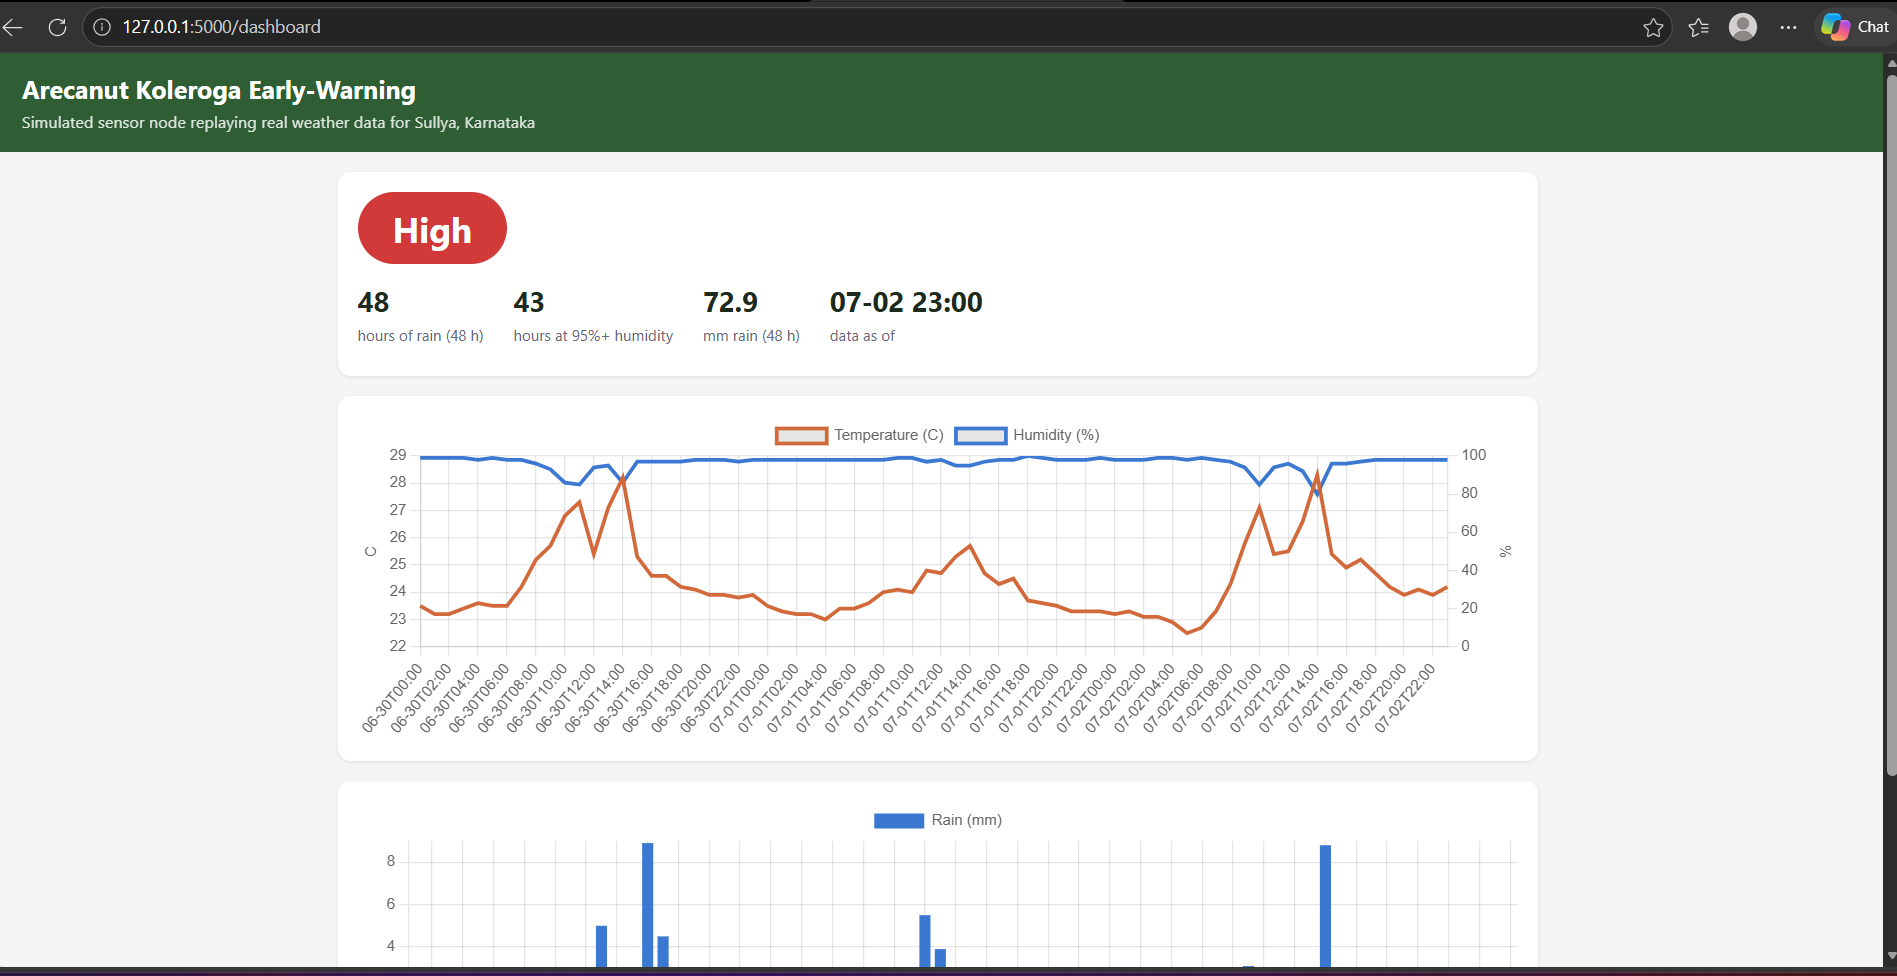 127.0.0.1:5000/dashboard
Chat
Arecanut Koleroga Early-Warning
Simulated sensor node replaying real weather data for Sullya, Karnataka
High
48 43 72.9 07-02 23:00
hours of rain (48 h) hours at 95%+ humidity mm rain (48 h) data as of
Temperature (C) Humidity (%)
29 100
28
27 80
26 60
C %
25
24 40
23 20
22 0
06-30T00:00 06-30T02:00 06-30T04:00 06-30T06:00 06-30T08:00 06-30T10:00 06-30T12:00 06-30T14:00 06-30T16:00 06-30T18:00 06-30T20:00 06-30T22:00 07-01T00:00 07-01T02:00 07-01T04:00 07-01T06:00 07-01T08:00 07-01T10:00 07-01T12:00 07-01T14:00 07-01T16:00 07-01T18:00 07-01T20:00 07-01T22:00 07-02T00:00 07-02T02:00 07-02T04:00 07-02T06:00 07-02T08:00 07-02T10:00 07-02T12:00 07-02T14:00 07-02T16:00 07-02T18:00 07-02T20:00 07-02T22:00
Rain (mm)
8
6
4